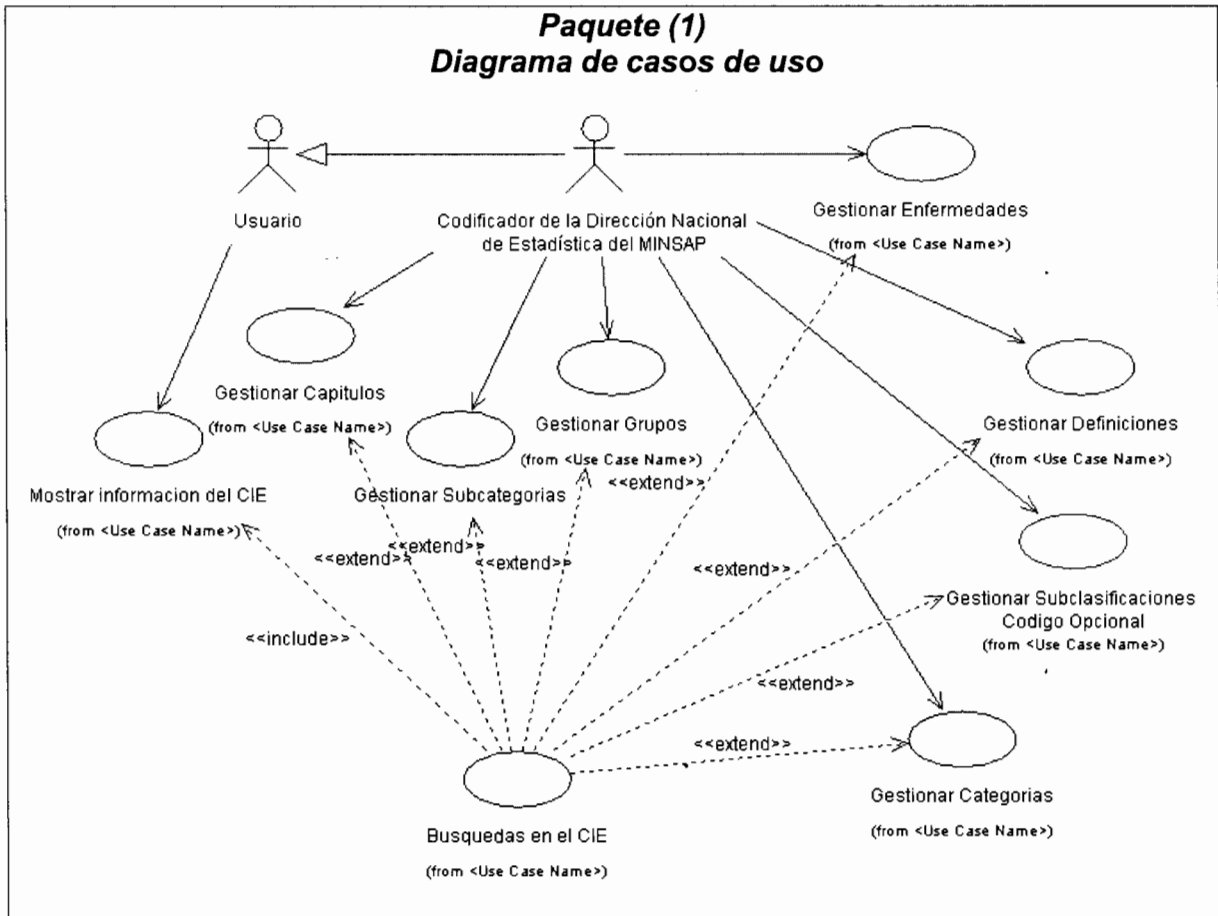 Paquete (1)
Diagrama de casos de uso
Usuario
Codificador de la Dirección Nacional
de Estadística del MINSAP
Gestionar Enfermedades
(from <Use Case Name>)
Gestionar Capitulos
(from <Use Case Name>)
Gestionar Grupos
(from <Use Case Name>)
Gestionar Definiciones
(from <Use Case Name>)
Mostrar informacion del CIE
(from <Use Case Name>)
Gestionar Subcategorias
<<extend>>
<<extend>>
<<extend>>
<<extend>>
<<extend>>
Gestionar Subclasificaciones
Codigo Opcional
(from <Use Case Name>)
<<include>>
<<extend>>
<<extend>>
Gestionar Categorias
(from <Use Case Name>)
Busquedas en el CIE
(from <Use Case Name>)